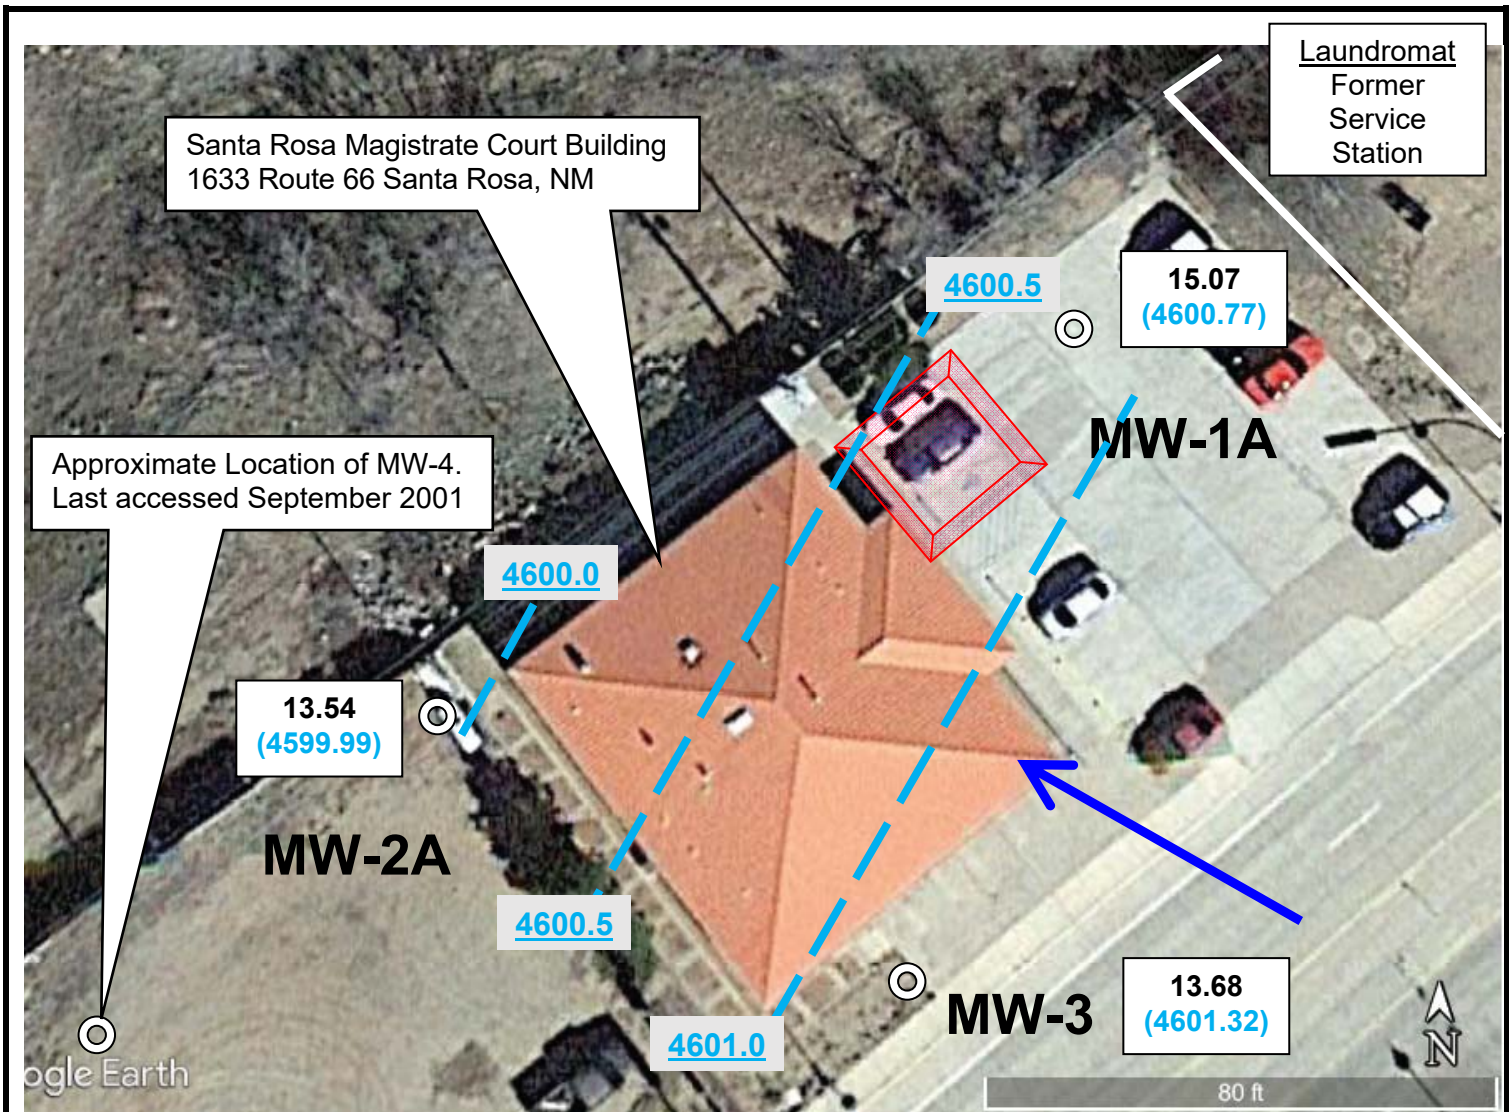 Laundromat
Former
Service
Station
Santa Rosa Magistrate Court Building
1633 Route 66 Santa Rosa, NM
4600.5
15.07
(4600.77)
MW-1A
Approximate Location of MW-4.
Last accessed September 2001
4600.0
13.54
(4599.99)
MW-2A
4600.5
MW-3
13.68
(4601.32)
4601.0
N
ogle Earth
80 ft